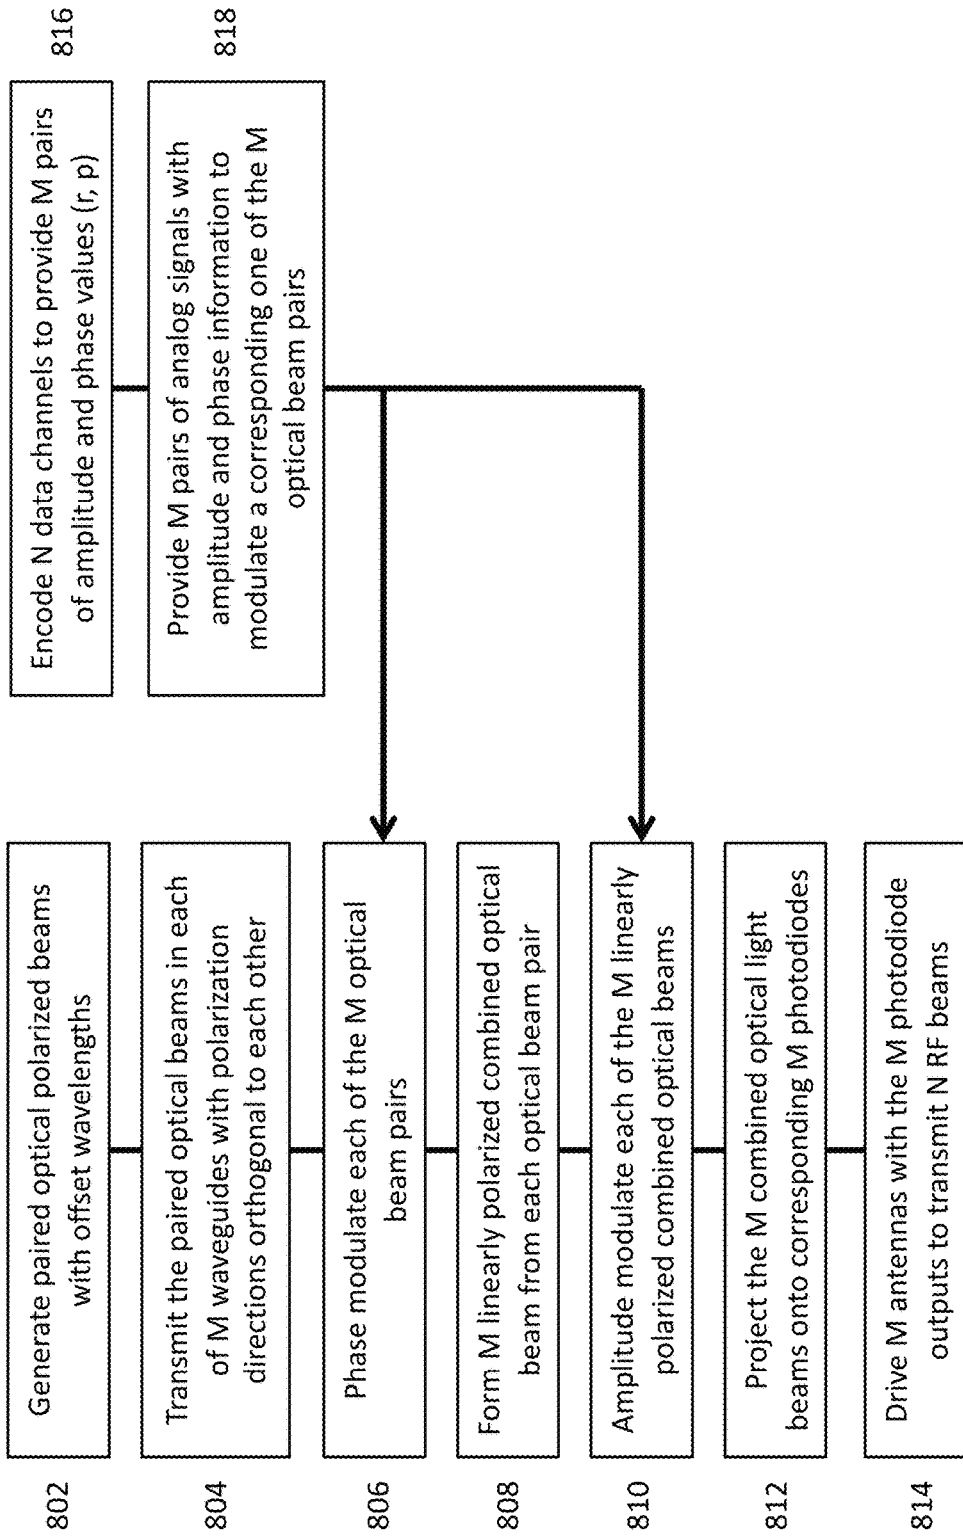 802
Generate paired optical polarized beams
with offset wavelengths
804
Transmit the paired optical beams in each
of M waveguides with polarization
directions orthogonal to each other
806
Phase modulate each of the M optical
beam pairs
808
Form M linearly polarized combined optical
beam from each optical beam pair
810
Amplitude modulate each of the M linearly
polarized combined optical beams
812
Project the M combined optical light
beams onto corresponding M photodiodes
814
Drive M antennas with the M photodiode
outputs to transmit N RF beams
Encode N data channels to provide M pairs
of amplitude and phase values (r, p)
816
Provide M pairs of analog signals with
amplitude and phase information to
modulate a corresponding one of the M
optical beam pairs
818